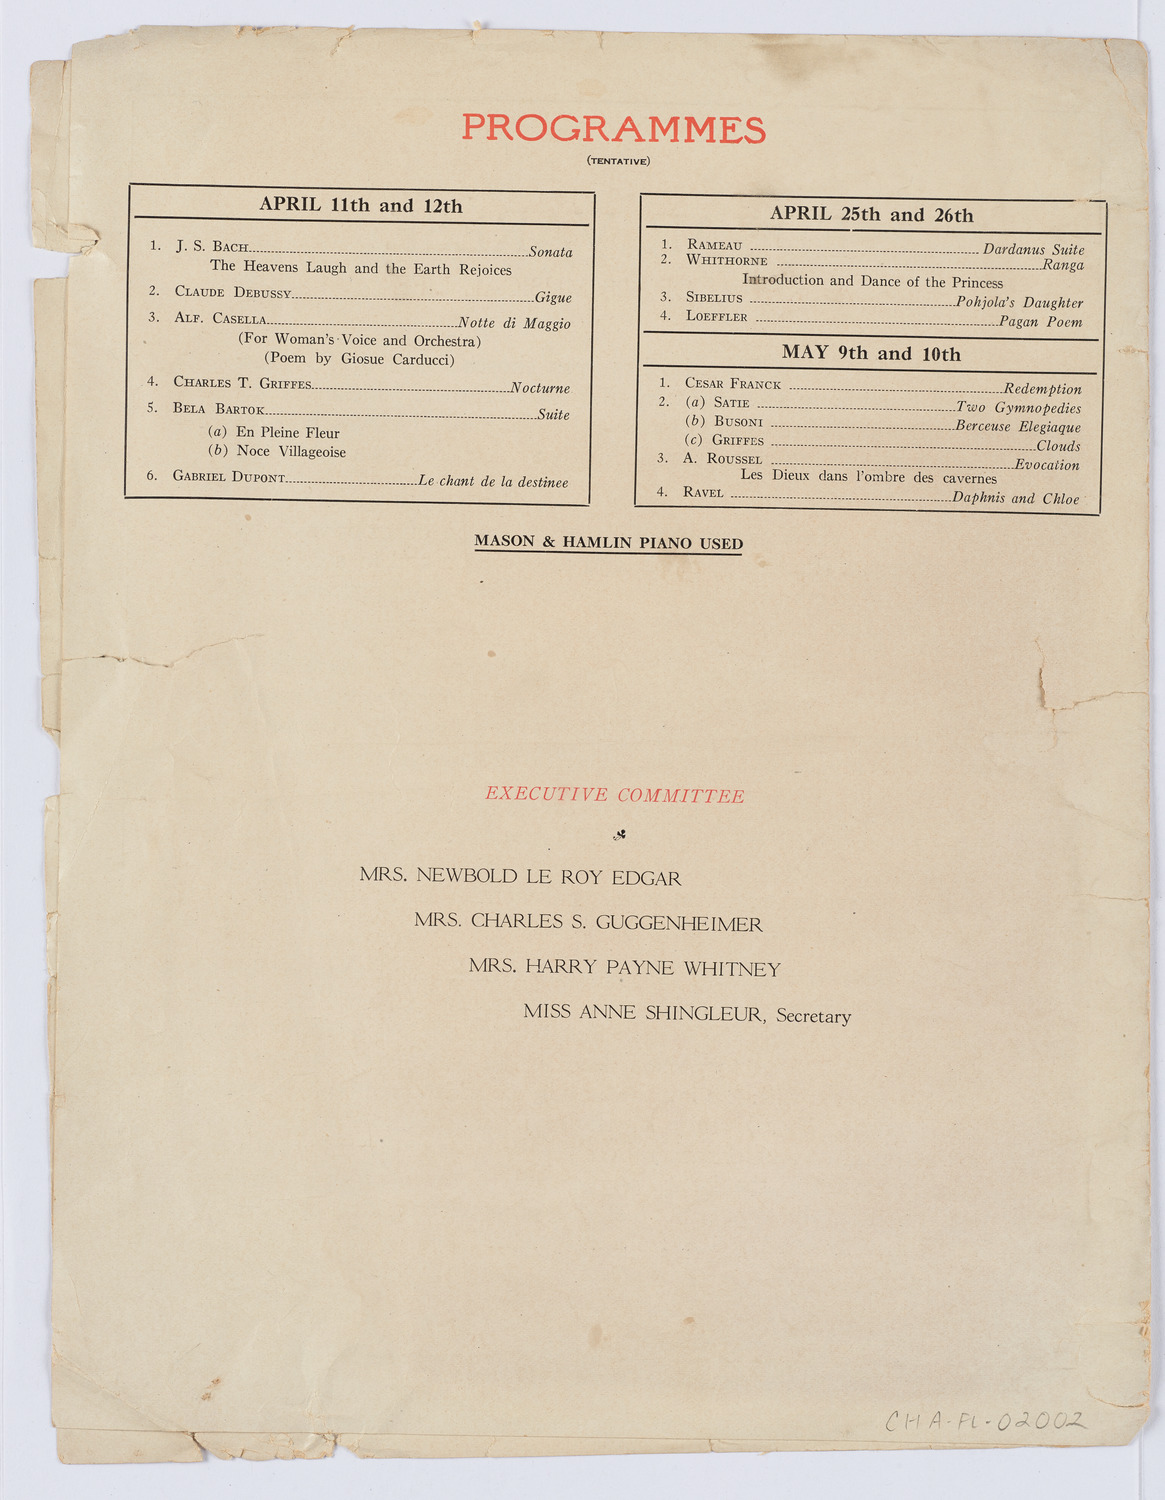 PROGRAMMES
(TENTATIVE)
APRIL 11th and 12th
1. J. S. BACH Sonata
The Heavens Laugh and the Earth Rejoices
2. CLAUDE DEBUSSY Gigue
3. ALF. CASELLA Notte di Maggio
(For Woman's Voice and Orchestra)
(Poem by Giosue Carducci)
4. CHARLES T. GRIFFES Nocturne
5. BELA BARTOK Suite
(a) En Pleine Fleur
(b) Noce Villageoise
6. GABRIEL DUPONT Le chant de la destinee
APRIL 25th and 26th
1. RAMEAU Dardanus Suite
2. WHITHORNE Ranga
Introduction and Dance of the Princess
3. SIBELIUS Pohjola's Daughter
4. LOEFFLER Pagan Poem
MAY 9th and 10th
1. CESAR FRANCK Redemption
2. (a) SATIE Two Gymnopedies
(b) BUSONI Berceuse Elegiaque
(c) GRIFFES Clouds
3. A. ROUSSEL Evocation
Les Dieux dans l'ombre des cavernes
4. RAVEL Daphnis and Chloe
MASON & HAMLIN PIANO USED
EXECUTIVE COMMITTEE
MRS. NEWBOLD LE ROY EDGAR
MRS. CHARLES S. GUGGENHEIMER
MRS. HARRY PAYNE WHITNEY
MISS ANNE SHINGLEUR, Secretary
CHA-FL-02002